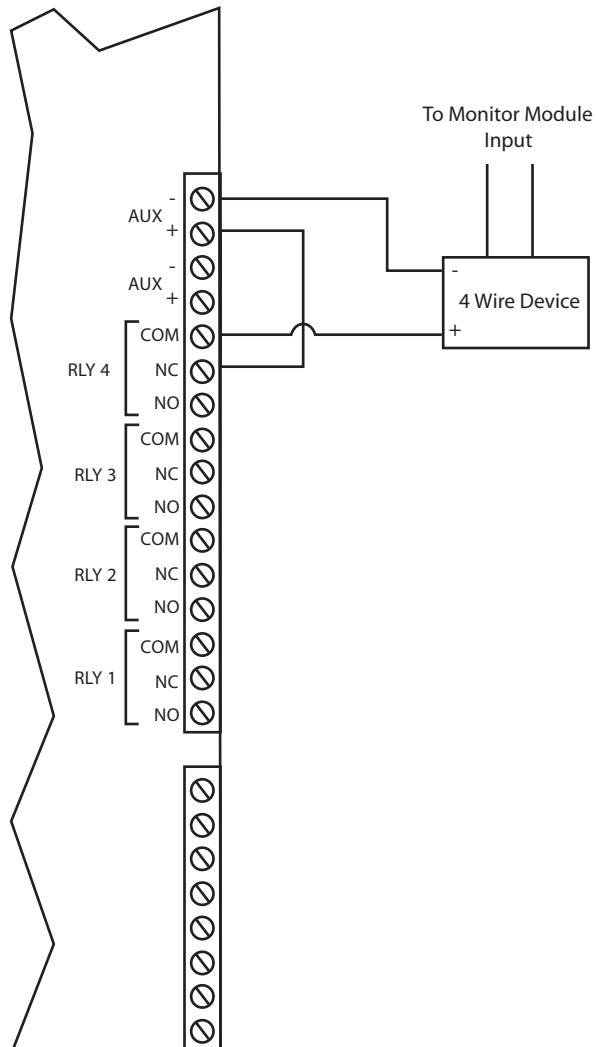 To Monitor Module
Input
-
AUX
+
-
AUX
+
-
4 Wire Device
+
COM
RLY 4
NC
NO
COM
RLY 3
NC
NO
COM
RLY 2
NC
NO
COM
RLY 1
NC
NO